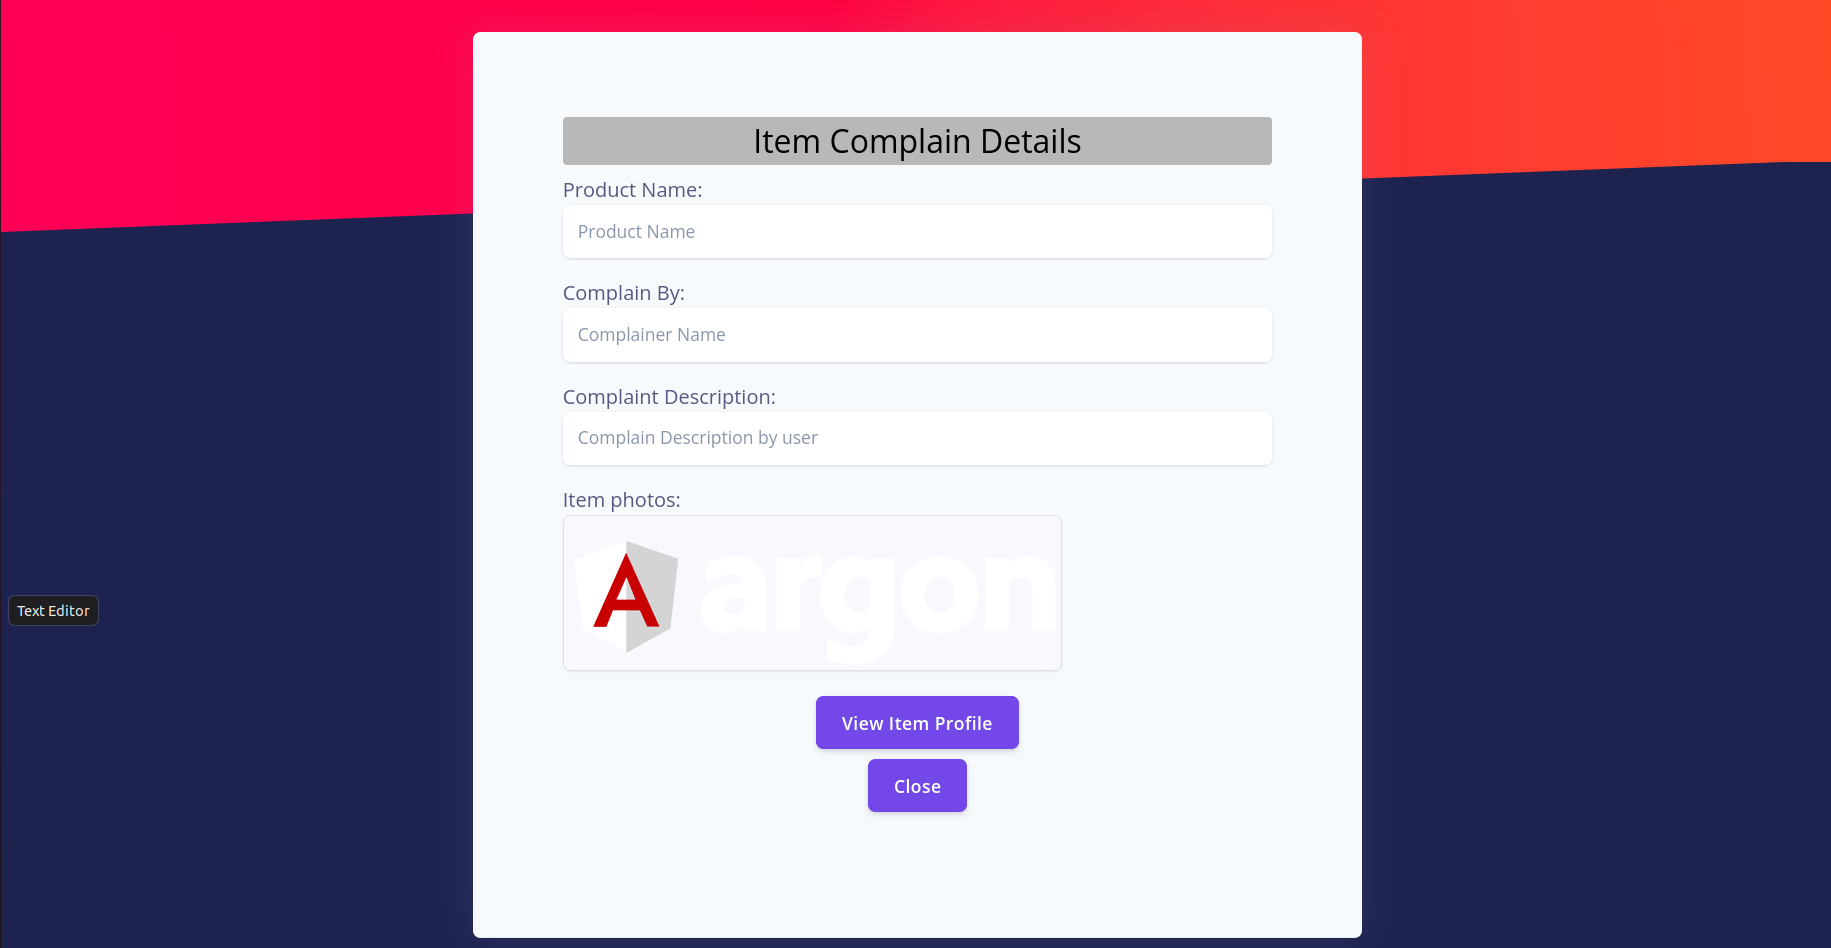 Item Complain Details
Product Name:
Product Name
Complain By:
Complainer Name
Complaint Description:
Complain Description by user
Item photos:
A argon
Text Editor
View Item Profile
Close